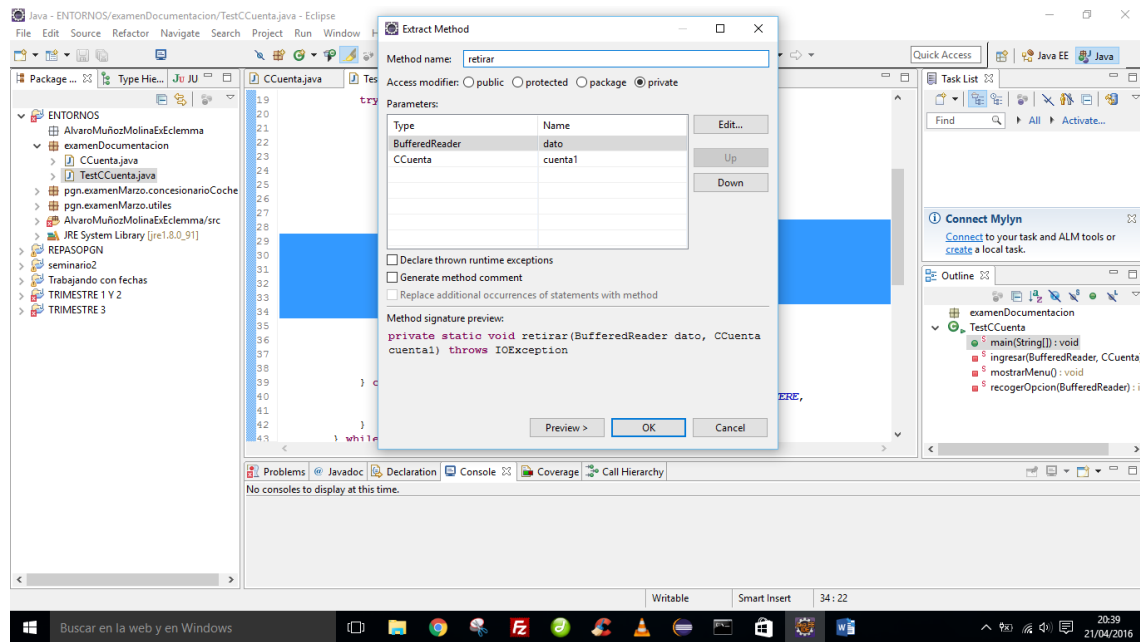 Java - ENTORNOS/examenDocumentacion/TestCCuenta.java - Eclipse
File Edit Source Refactor Navigate Search Project Run Window
Quick Access
Java EE
Java
Package ...
Type Hie...
JU
ENTORNOS
AlvaroMuñozMolinaExEclemma
examenDocumentacion
CCuenta.java
TestCCuenta.java
pgn.examenMarzo.concesionarioCoche
pgn.examenMarzo.utiles
AlvaroMuñozMolinaExEclemma/src
JRE System Library [jre1.8.0_91]
REPASOPGN
seminario2
Trabajando con fechas
TRIMESTRE 1 Y 2
TRIMESTRE 3
CCuenta.java
Tes
19 try
20
21
22
23
24
25
26
27
28
29
30
31
32
33
34
35
36
37
38
39 } c
40 ERE,
41
42 }
43 } while
Extract Method
Method name: retirar
Access modifier: public protected package private
Parameters:
Type Name
BufferedReader dato
CCuenta cuenta1
Edit...
Up
Down
Declare thrown runtime exceptions
Generate method comment
Replace additional occurrences of statements with method
Method signature preview:
private static void retirar(BufferedReader dato, CCuenta
cuenta1) throws IOException
Preview >
OK
Cancel
Task List
Find
All
Activate...
Connect Mylyn
Connect to your task and ALM tools or
create a local task.
Outline
examenDocumentacion
TestCCuenta
main(String[]) : void
ingresar(BufferedReader, CCuenta
mostrarMenu() : void
recogerOpcion(BufferedReader) : i
Problems
@ Javadoc
Declaration
Console
Coverage
Call Hierarchy
No consoles to display at this time.
Writable
Smart Insert
34 : 22
Buscar en la web y en Windows
20:39
21/04/2016